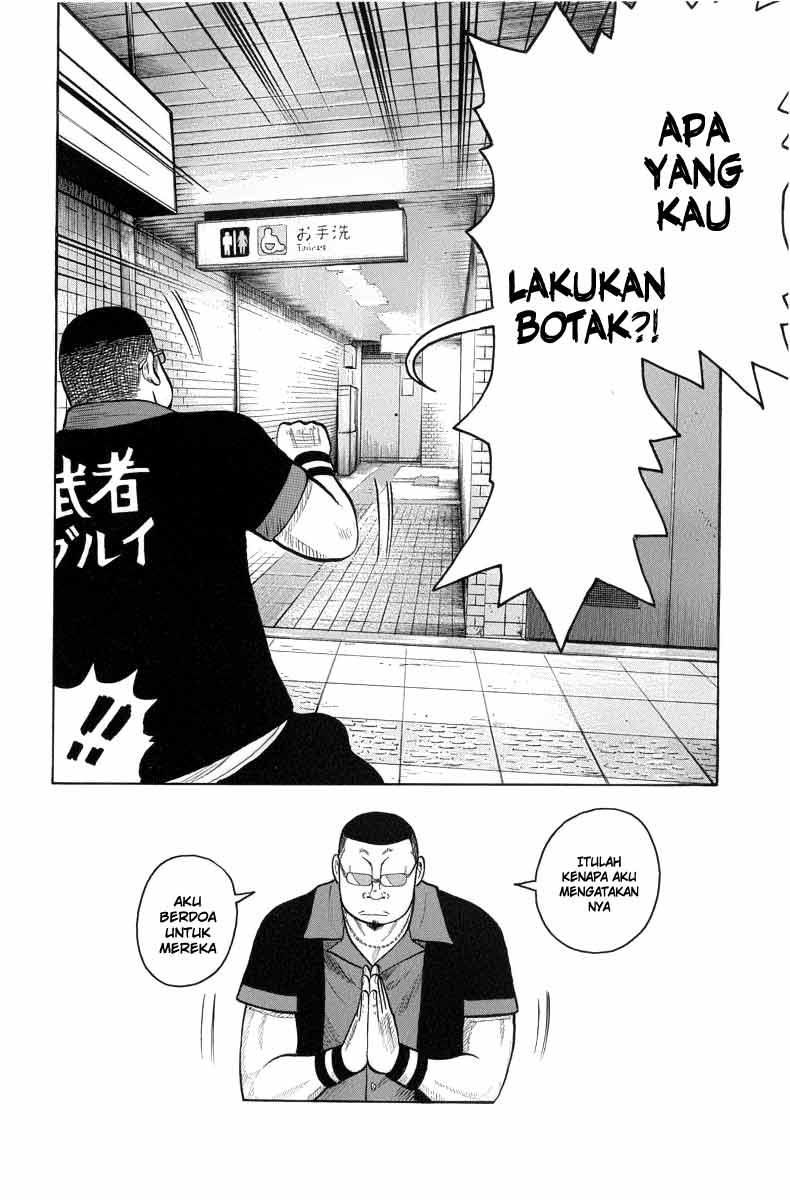 APA
YANG
KAU
LAKUKAN
BOTAK?!
お手洗
武者
グルイ
!!
ITULAH
KENAPA AKU
MENGATAKAN
NYA
AKU
BERDOA
UNTUK
MEREKA